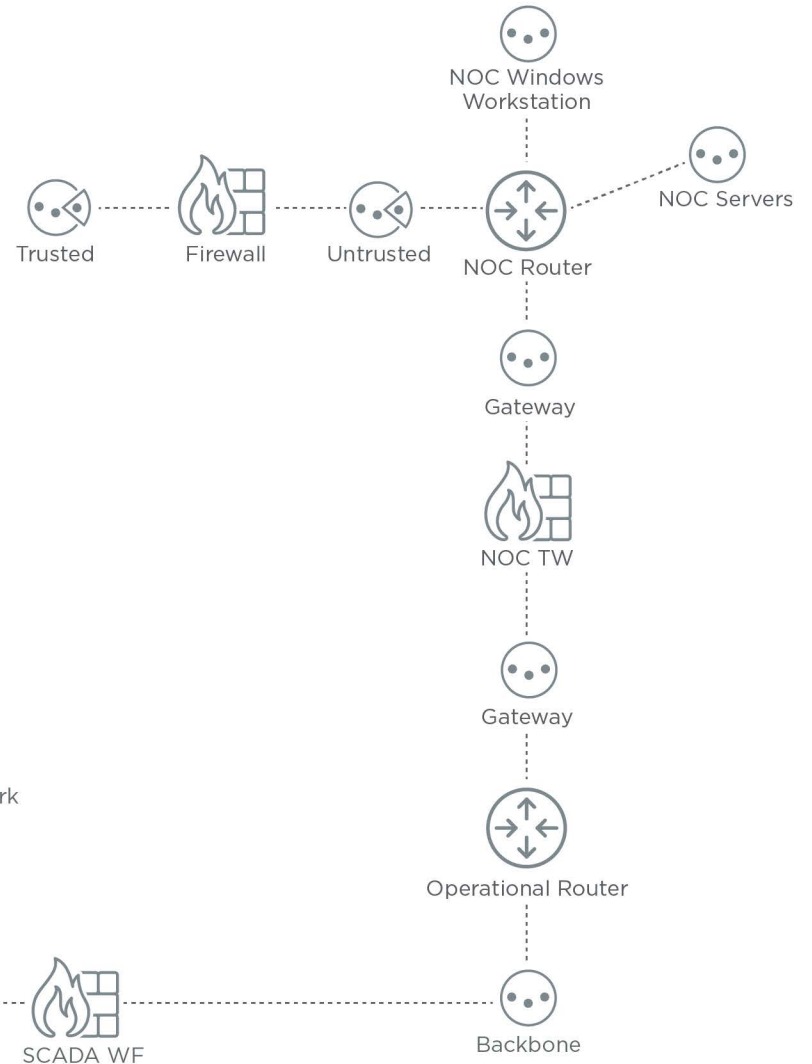 NOC Windows
Workstation
NOC Servers
Trusted
Firewall
Untrusted
NOC Router
Gateway
NOC TW
Gateway
rk
Operational Router
Backbone
SCADA WF